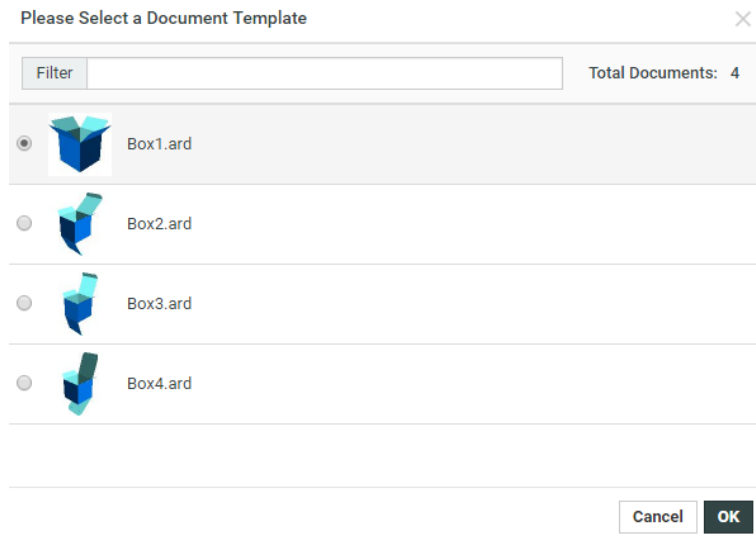 Please Select a Document Template
Filter Total Documents: 4
Box1.ard
Box2.ard
Box3.ard
Box4.ard
Cancel OK